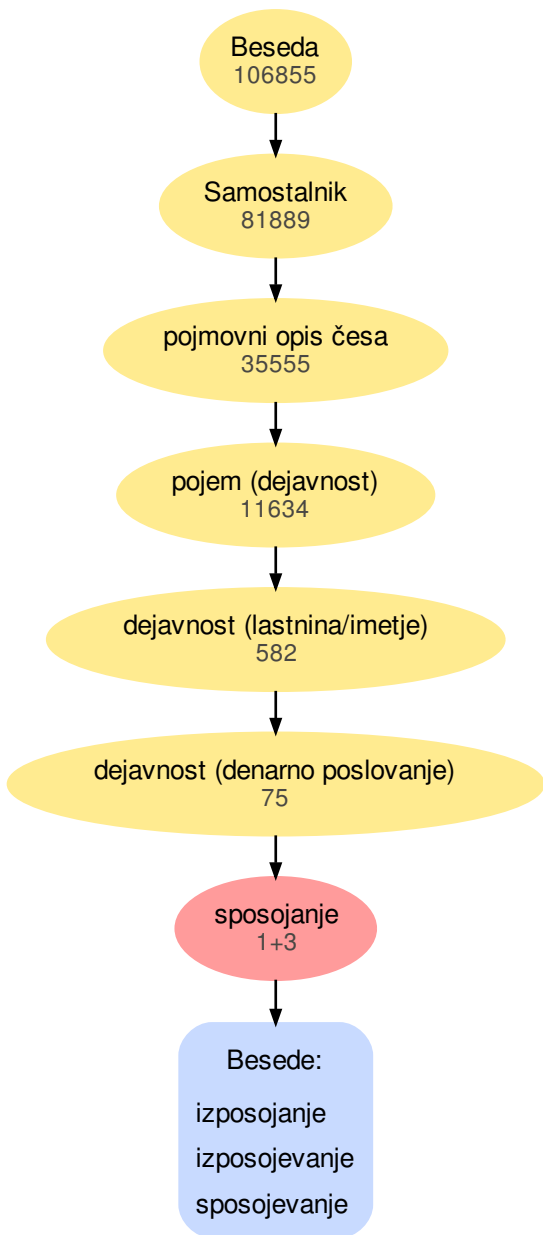 Beseda
106855
Samostalnik
81889
pojmovni opis česa
35555
pojem (dejavnost)
11634
dejavnost (lastnina/imetje)
582
dejavnost (denarno poslovanje)
75
sposojanje
1+3
Besede:
izposojanje
izposojevanje
sposojevanje